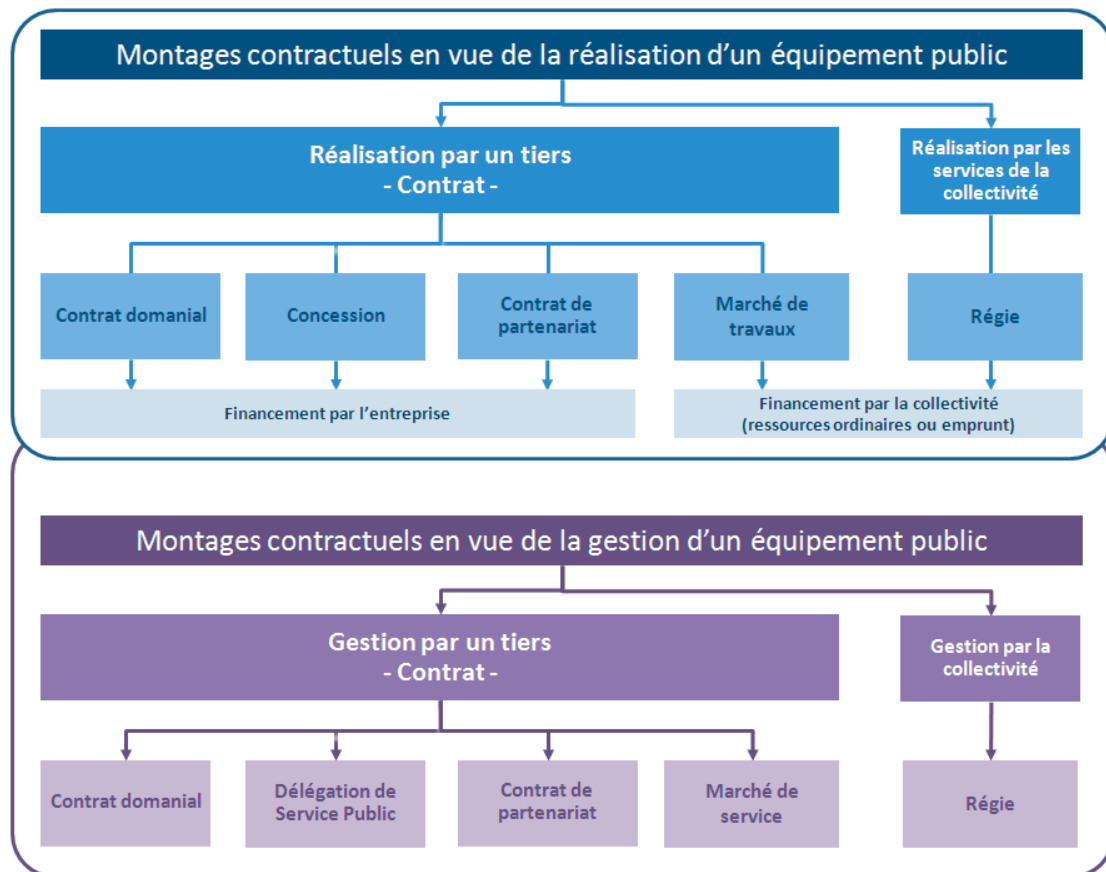 Montages contractuels en vue de la réalisation d'un équipement public
Réalisation par un tiers
- Contrat -
Réalisation par les
services de la
collectivité
Contrat domanial
Concession
Contrat de
partenariat
Marché de
travaux
Régie
Financement par l'entreprise
Financement par la collectivité
(ressources ordinaires ou emprunt)
Montages contractuels en vue de la gestion d'un équipement public
Gestion par un tiers
- Contrat -
Gestion par la
collectivité
Contrat domanial
Délégation de
Service Public
Contrat de
partenariat
Marché de
service
Régie